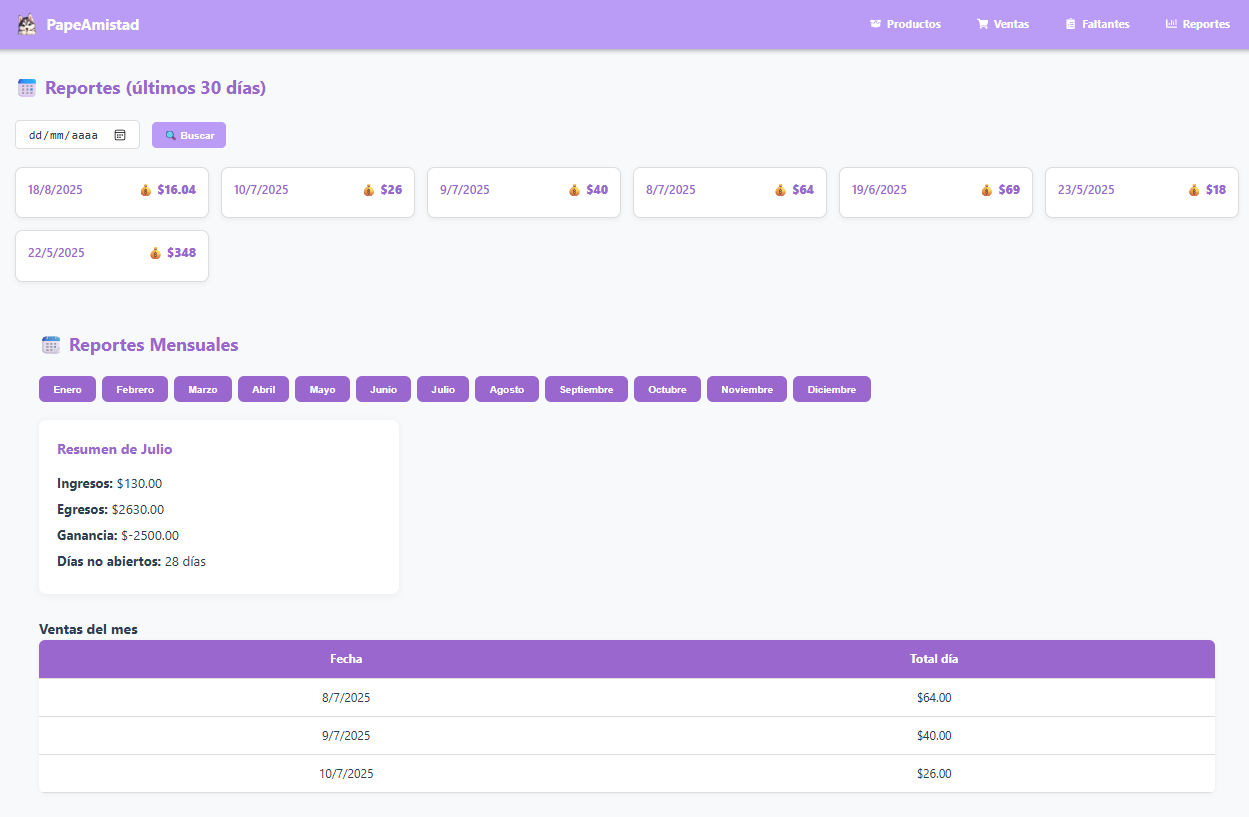 PapeAmistad Productos Ventas Faltantes Reportes
Reportes (últimos 30 días)
dd/mm/aaaa Buscar
18/8/2025 $16.04 10/7/2025 $26 9/7/2025 $40 8/7/2025 $64 19/6/2025 $69 23/5/2025 $18
22/5/2025 $348
Reportes Mensuales
Enero Febrero Marzo Abril Mayo Junio Julio Agosto Septiembre Octubre Noviembre Diciembre
Resumen de Julio
Ingresos: $130.00
Egresos: $2630.00
Ganancia: $-2500.00
Días no abiertos: 28 días
Ventas del mes
Fecha Total día
8/7/2025 $64.00
9/7/2025 $40.00
10/7/2025 $26.00